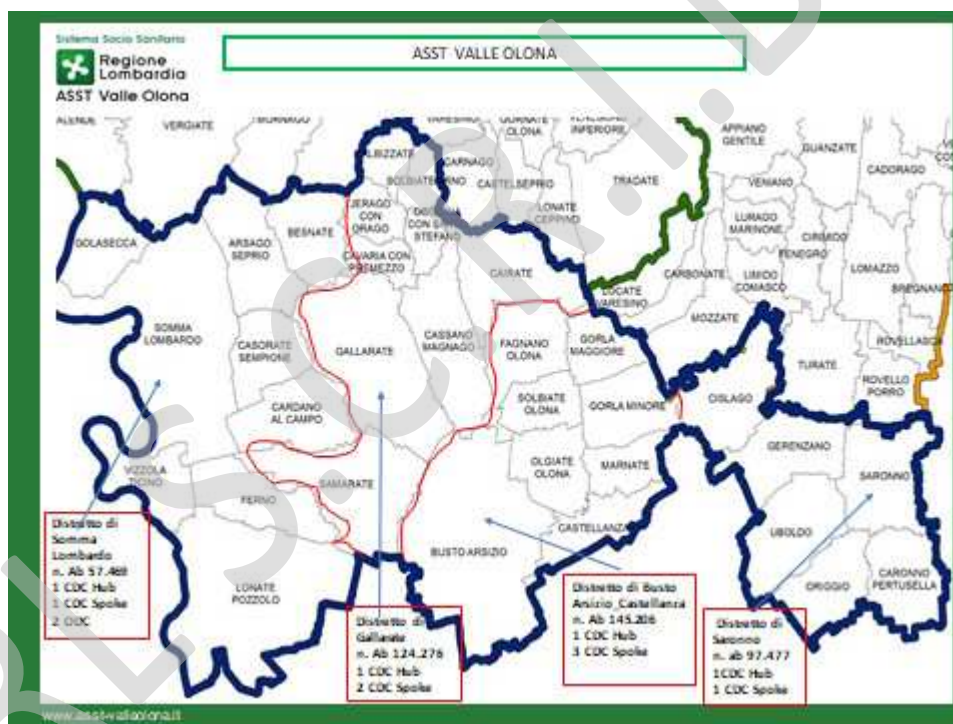 Sistema Socio Sanitario
Regione
Lombardia
ASST Valle Olona
ASST VALLE OLONA
VERGIATE
APPIANO
GENTILE
GUANZATE
CADORAGO
INFERIORE
OLONA
CARNAGO
CASTELSEPRIO
TRADATE
VENIANO
LURAGO
MARINONE
CIRIMIDO
FENEGRO
LOMAZZO
LIMIDO
COMASCO
CARBONATE
LONATE
CEPPINO
JERAGO
CON
ORAGO
BESNATE
ARSAGO
SEPRIO
GOLASECCA
CAVARIA CON
PREMEZZO
CAIRATE
LOCATE
VARESINO
MOZZATE
SOMMA
LOMBARDO
CASORATE
SEMPIONE
GALLARATE
CASSANO
MAGNAGO
FAGNANO
OLONA
GORLA
MAGGIORE
TURATE
ROVELLASCA
ROVELLO
PORRO
CARDANO
AL CAMPO
SOLBIATE
OLONA
GORLA MINORE
CISLAGO
GERENZANO
VIZZOLA
TICINO
FERNO
SAMARATE
OLGIATE
OLONA
MARNATE
SARONNO
UBOLDO
CASTELLANZA
BUSTO ARSIZIO
LONATE
POZZOLO
ORIGGIO
CARONNO
PERTUSELLA
Distretto di
Somma
Lombardo
n. Ab 57.469
1 CDC Hub
1 CDC Spoke
Distretto di
Gallarate
n. Ab 124.276
1 CDC Hub
2 CDC Spoke
Distretto di Busto
Arsizio_Castellanza
n. Ab 145.206
1 CDC Hub
3 CDC Spoke
Distretto di
Saronno
n. ab 97.477
1CDC Hub
1 CDC Spoke
www.asst-valleolona.it